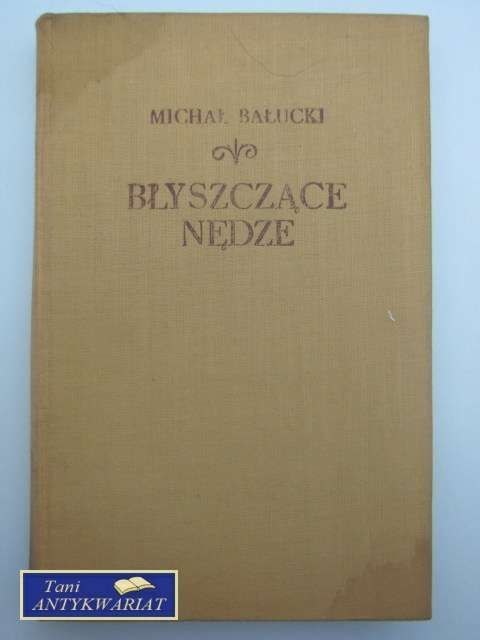 MICHAŁ BAŁUCKI
BŁYSZCZĄCE
NĘDZE
Tani
ANTYKWARIAT